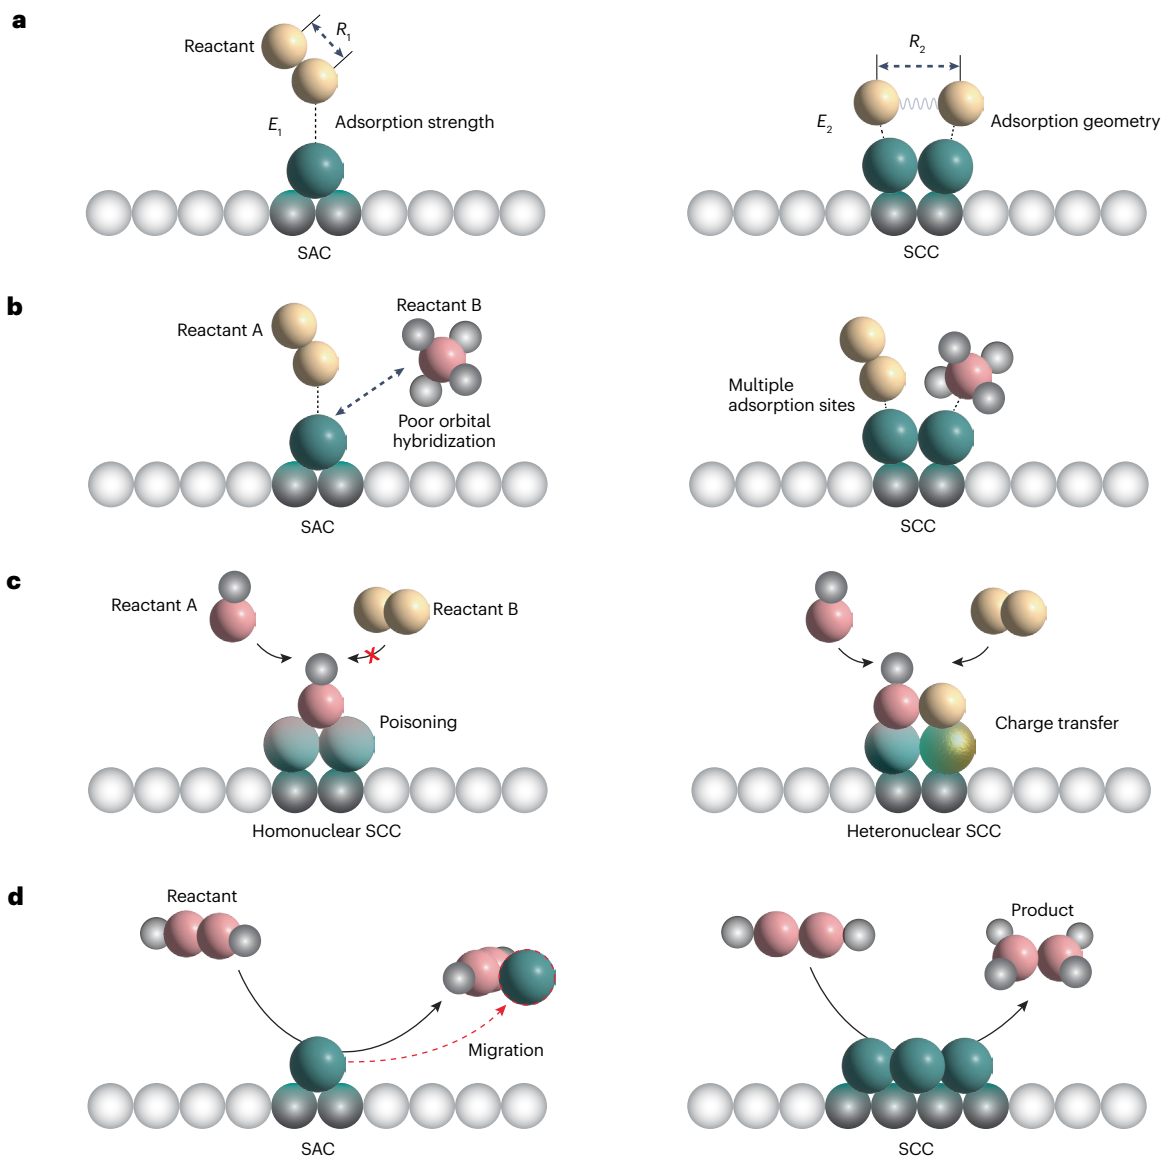 a
Reactant
R1
E1
Adsorption strength
SAC
R2
E2
Adsorption geometry
SCC
b
Reactant A
Reactant B
Poor orbital
hybridization
SAC
Multiple
adsorption sites
SCC
c
Reactant A
Reactant B
Poisoning
Homonuclear SCC
Charge transfer
Heteronuclear SCC
d
Reactant
Migration
SAC
Product
SCC